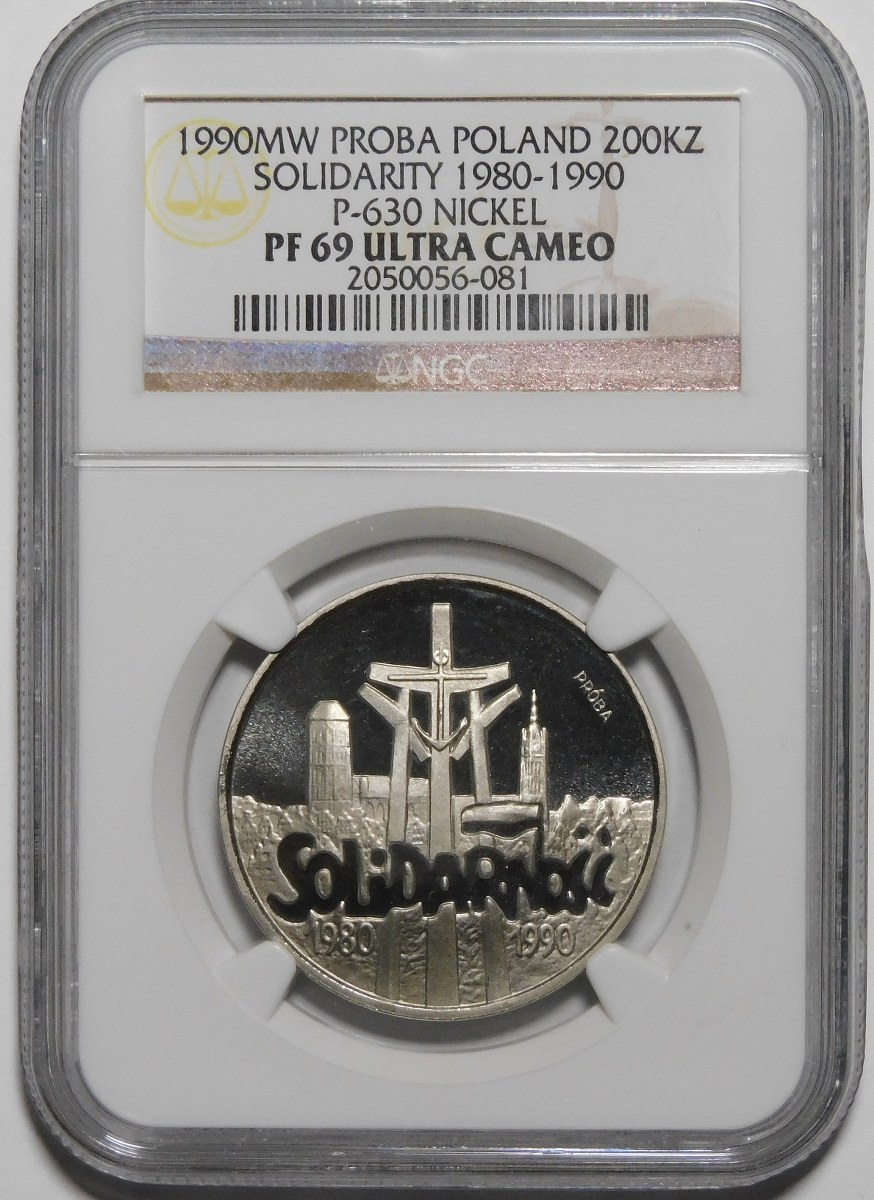 1990MW PROBA POLAND 200KZ
SOLIDARITY 1980-1990
P-630 NICKEL
PF 69 ULTRA CAMEO
2050056-081
NGC
PRÓBA
SOLIDARNOŚĆ
1980 1990